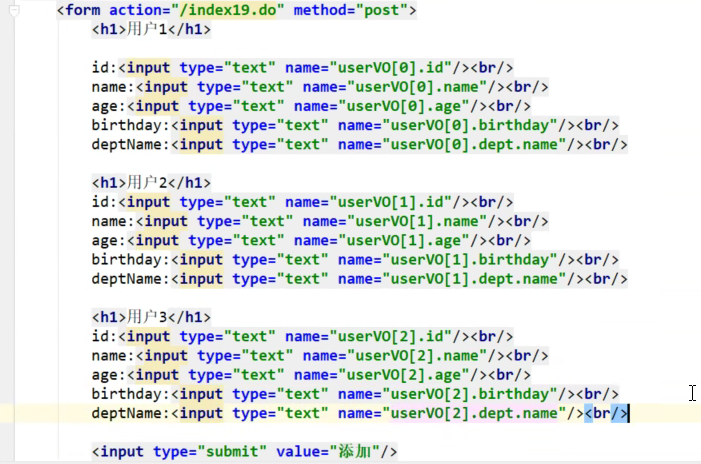 <form action="/index19.do" method="post">
<h1>用户1</h1>
id:<input type="text" name="userVO[0].id"/><br/>
name:<input type="text" name="userVO[0].name"/><br/>
age:<input type="text" name="userVO[0].age"/><br/>
birthday:<input type="text" name="userVO[0].birthday"/><br/>
deptName:<input type="text" name="userVO[0].dept.name"/><br/>
<h1>用户2</h1>
id:<input type="text" name="userVO[1].id"/><br/>
name:<input type="text" name="userVO[1].name"/><br/>
age:<input type="text" name="userVO[1].age"/><br/>
birthday:<input type="text" name="userVO[1].birthday"/><br/>
deptName:<input type="text" name="userVO[1].dept.name"/><br/>
<h1>用户3</h1>
id:<input type="text" name="userVO[2].id"/><br/>
name:<input type="text" name="userVO[2].name"/><br/>
age:<input type="text" name="userVO[2].age"/><br/>
birthday:<input type="text" name="userVO[2].birthday"/><br/>
deptName:<input type="text" name="userVO[2].dept.name"/><br/>
<input type="submit" value="添加"/>